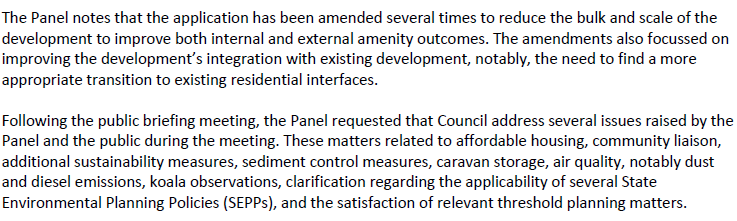 The Panel notes that the application has been amended several times to reduce the bulk and scale of the
development to improve both internal and external amenity outcomes. The amendments also focussed on
improving the development’s integration with existing development, notably, the need to find a more
appropriate transition to existing residential interfaces.
Following the public briefing meeting, the Panel requested that Council address several issues raised by the
Panel and the public during the meeting. These matters related to affordable housing, community liaison,
additional sustainability measures, sediment control measures, caravan storage, air quality, notably dust
and diesel emissions, koala observations, clarification regarding the applicability of several State
Environmental Planning Policies (SEPPs), and the satisfaction of relevant threshold planning matters.